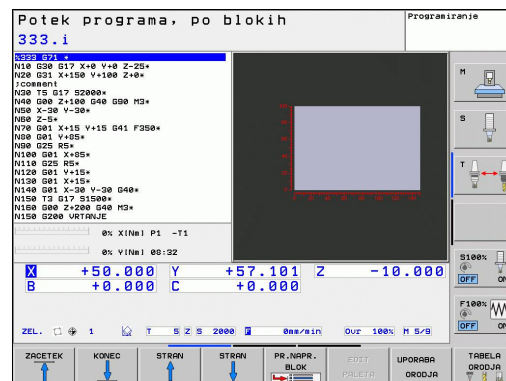 Potek programa, po blokih
Programiranje
333.i
%333 G71 *
N10 G30 G17 X+0 Y+0 Z-25*
N20 G31 X+150 Y+100 Z+0*
;comment
N30 T5 G17 S2000*
N40 G00 Z+100 G40 G90 M3*
N50 X-30 Y-30*
N60 Z-5*
N70 G01 X+15 Y+15 G41 F350*
N80 G01 Y+85*
N90 G25 R5*
N100 G01 X+85*
N110 G25 R5*
N120 G01 Y+15*
N130 G01 X+15*
N140 G01 X-30 Y-30 G40*
N150 T3 G17 S1500*
N150 G00 Z+200 G40 M3*
N150 G200 VRTANJE
0% X[Nm] P1 -T1
0% Y[Nm] 08:32
X +50.000 Y +57.101 Z -10.000
B +0.000 C +0.000
ZEL. 1 T 5 Z S 2000 F 0mm/min Ovr 100% M 5/9
M
S
T
S100%
OFF ON
F100%
OFF ON
ZACETEK
KONEC
STRAN
STRAN
PR.NAPR. BLOK
EDIT PALETA
UPORABA ORODJA
TABELA ORODJA